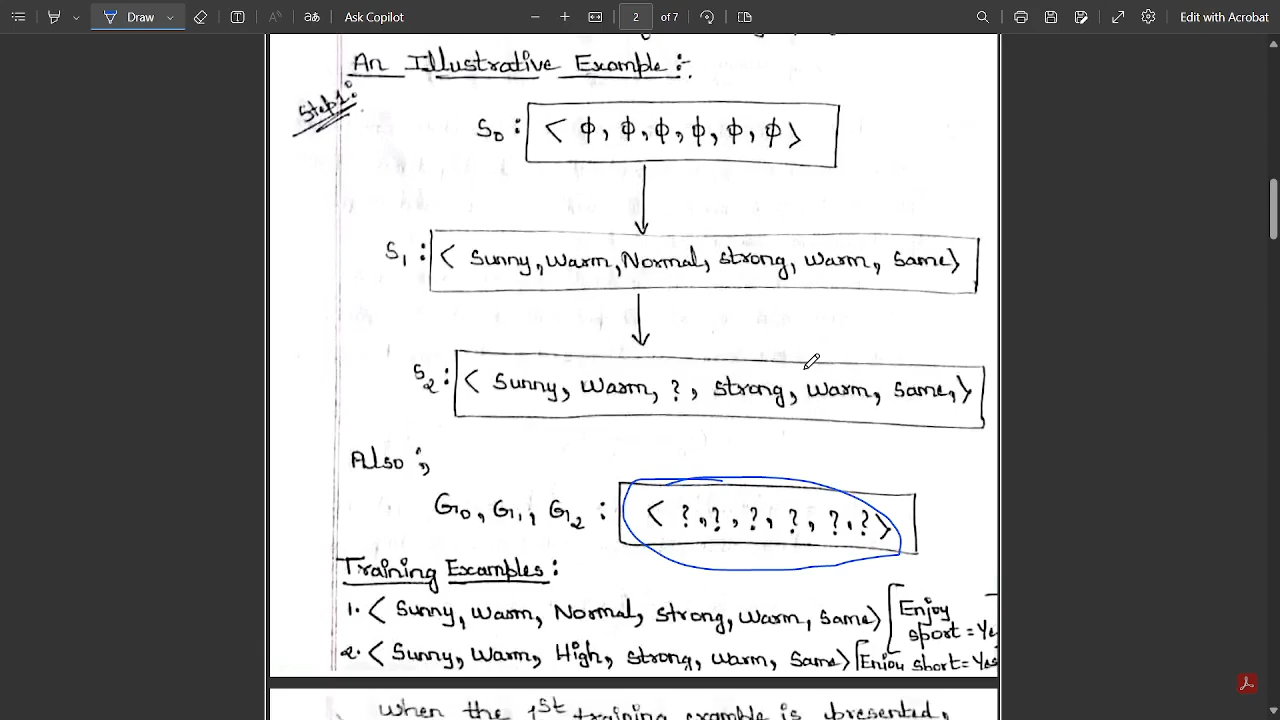 Draw
Ask Copilot
2 of 7
Edit with Acrobat
An Illustrative Example:-
Step1:
S0: < ϕ, ϕ, ϕ, ϕ, ϕ, ϕ >
S1: < Sunny, Warm, Normal, strong, warm, same>
S2: < Sunny, Warm, ?, strong, warm, same, >
Also;
G0, G1, G2: < ?, ?, ?, ?, ?, ? >
Training Examples:
1. < Sunny, warm, Normal, strong, warm, same> [Enjoy
sport = Ye
2. < Sunny, Warm, High, strong, warm, same> [Enjoy sport = Yes
when the 1st training example is presented,